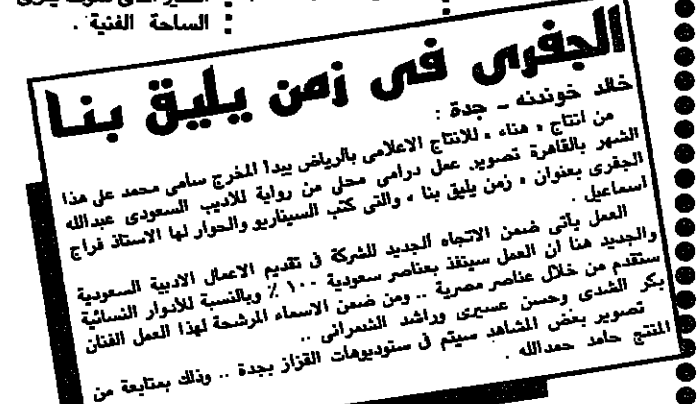 الساحة الفنية .
الجفرى فى زمن يليق بنا
خالد خوندنه - جدة :
من انتاج « هناء » للانتاج الاعلامى بالرياض يبدا المخرج سامى محمد على هذا
الشهر بالقاهرة تصوير عمل درامى محلى من رواية للاديب السعودى عبدالله
الجفرى بعنوان « زمن يليق بنا » والتى كتب السيناريو والحوار لها الاستاذ فراج
اسماعيل .
العمل يأتى ضمن الاتجاه الجديد للشركة فى تقديم الاعمال الادبية السعودية
والجديد هنا ان العمل سينفذ بعناصر سعودية ١٠٠ ٪ وبالنسبة للأدوار النسائية
ستقدم من خلال عناصر مصرية .. ومن ضمن الاسماء المرشحة لهذا العمل الفنان
بكر الشدى وحسن عسيرى وراشد الشمرانى ..
تصوير بعض المشاهد سيتم فى ستوديوهات القزاز بجدة .. وذلك بمتابعة من
المنتج حامد حمدالله .